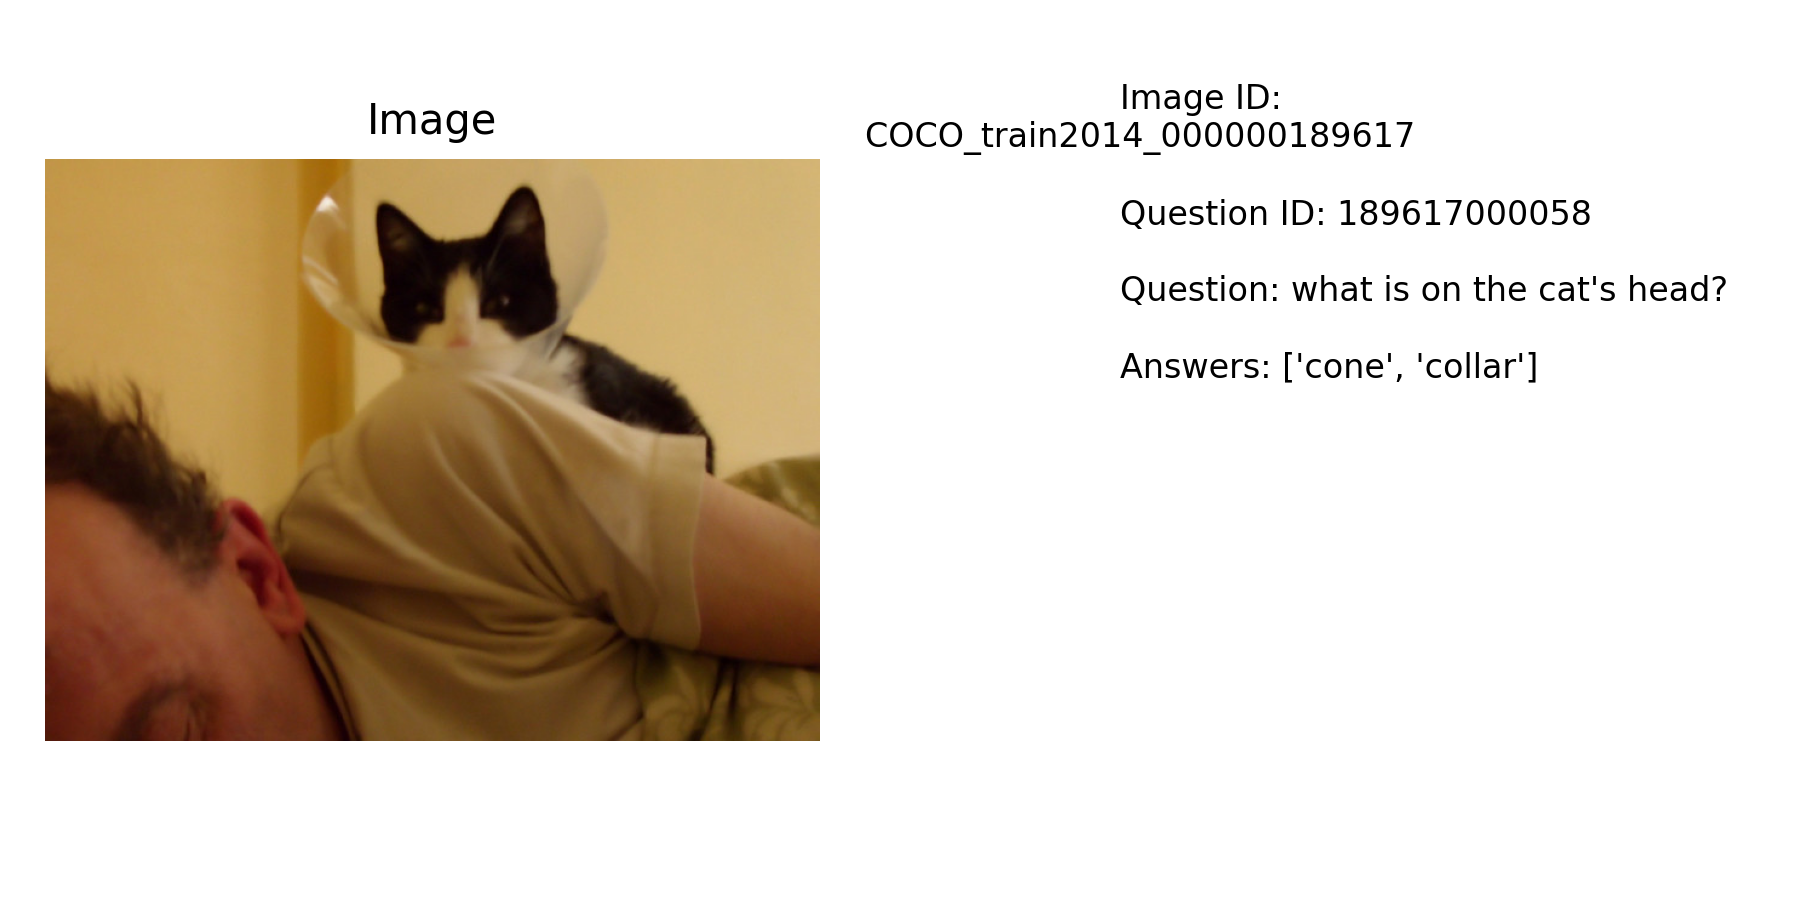 Image
Image ID:
COCO_train2014_000000189617
Question ID: 189617000058
Question: what is on the cat's head?
Answers: ['cone', 'collar']